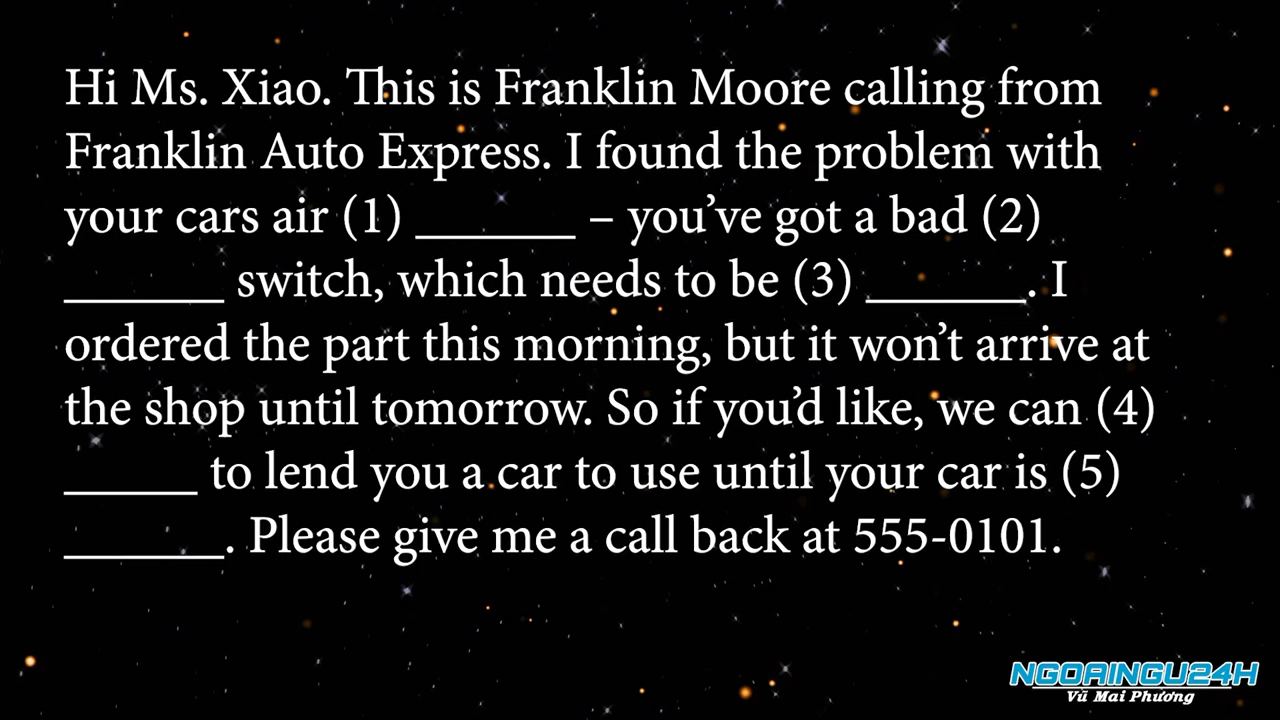 Hi Ms. Xiao. This is Franklin Moore calling from
Franklin Auto Express. I found the problem with
your cars air (1) ______ – you’ve got a bad (2)
______ switch, which needs to be (3) ______. I
ordered the part this morning, but it won’t arrive at
the shop until tomorrow. So if you’d like, we can (4)
_____ to lend you a car to use until your car is (5)
______. Please give me a call back at 555-0101.
NGOAINGU24H
Vũ Mai Phương